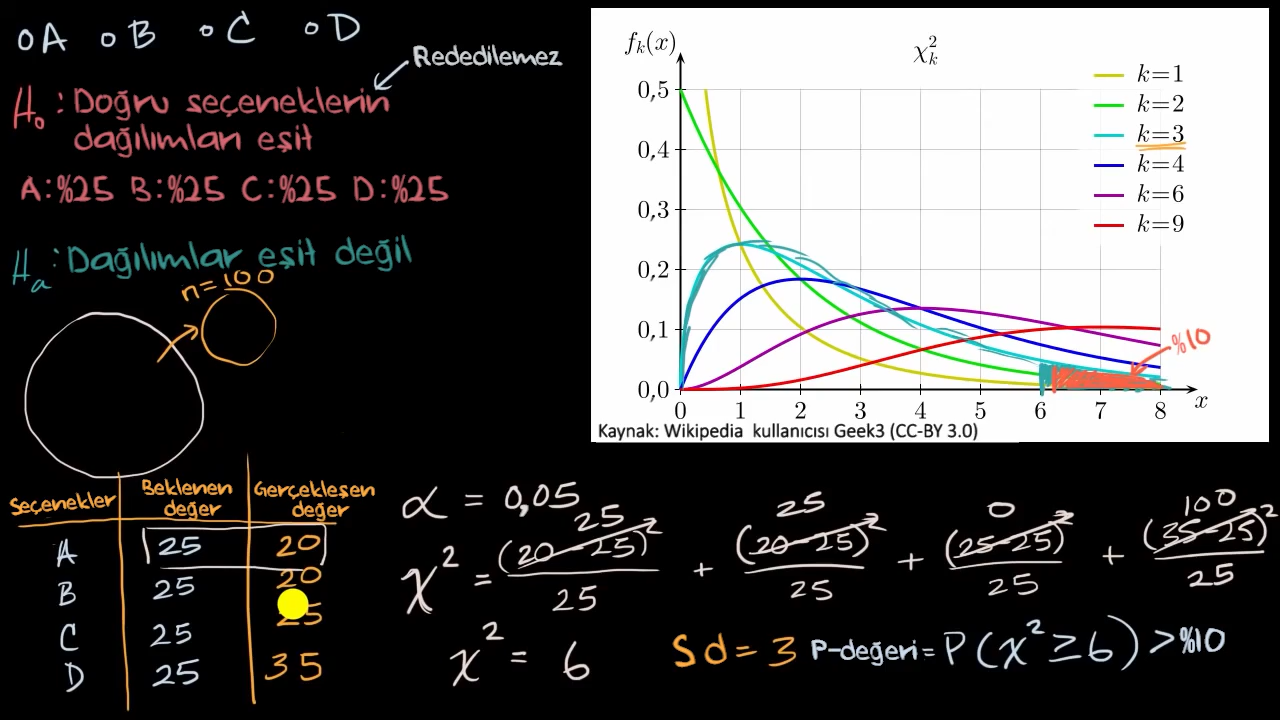 A B C D
Rededilemez
H₀: Doğru seçeneklerin
dağılımları eşit
A:%25 B:%25 C:%25 D:%25
Hₐ: Dağılımlar eşit değil
n=100
Seçenekler Beklenen değer Gerçekleşen değer
A 25 20
B 25 20
C 25 25
D 25 35
fₖ(x)
χ²ₖ
k=1
k=2
k=3
k=4
k=6
k=9
0,5
0,4
0,3
0,2
0,1
0,0
0 1 2 3 4 5 6 7 8 x
%10
Kaynak: Wikipedia kullanıcısı Geek3 (CC-BY 3.0)
α = 0,05
25 25 0 100
χ² = (20-25)²/25 + (20-25)²/25 + (25-25)²/25 + (35-25)²/25
χ² = 6
Sd = 3 P-değeri = P(χ² ≥ 6) > %10